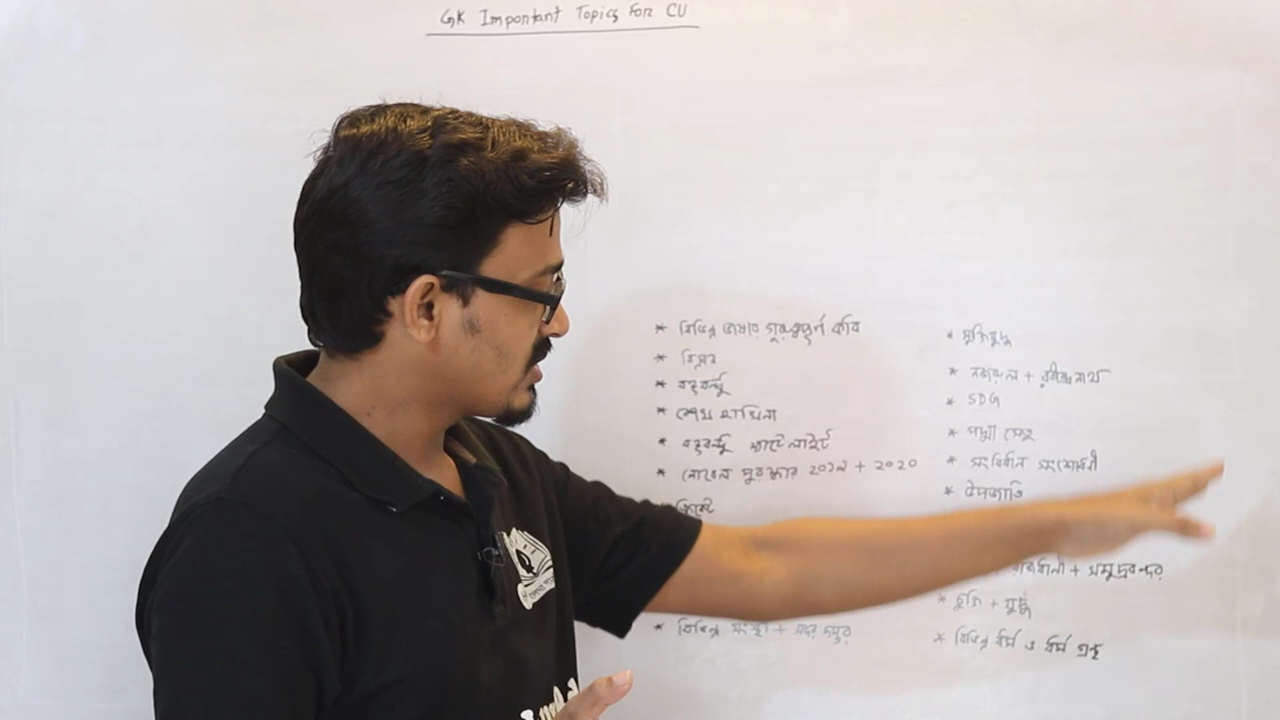 GK Important Topics For CU
* বিভিন্ন ভাষার গুরুত্বপূর্ণ কবি
* বিপ্লব
* বঙ্গবন্ধু
* শেখ হাসিনা
* বঙ্গবন্ধু স্যাটেলাইট
* নোবেল পুরস্কার ২০১৯ + ২০২০
* বিভিন্ন সংস্থা + সদর দপ্তর
* মুক্তিযুদ্ধ
* নজরুল + রবীন্দ্রনাথ
* SDG
* পদ্মা সেতু
* সংবিধান সংশোধনী
* উপজাতি
রাজধানী + সমুদ্রবন্দর
* চুক্তি + যুদ্ধ
* বিভিন্ন ধর্ম ও ধর্ম গ্রন্থ